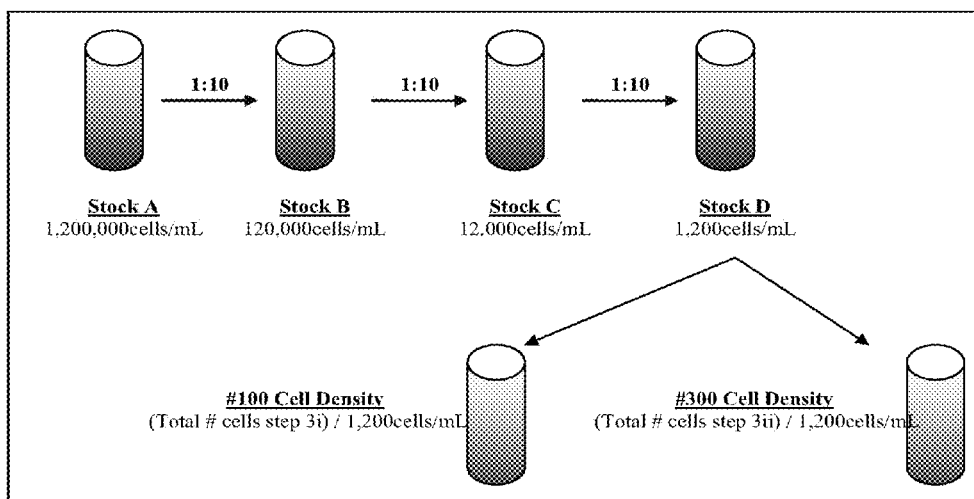 1:10 1:10 1:10
Stock A Stock B Stock C Stock D
1,200,000cells/mL 120,000cells/mL 12,000cells/mL 1,200cells/mL
#100 Cell Density #300 Cell Density
(Total # cells step 3i) / 1,200cells/mL (Total # cells step 3ii) / 1,200cells/mL